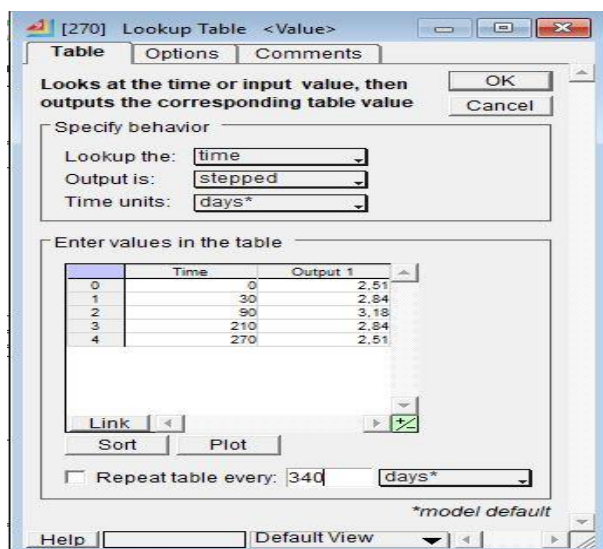 [270] Lookup Table <Value>
Table Options Comments
Looks at the time or input value, then
outputs the corresponding table value
OK
Cancel
Specify behavior
Lookup the: time
Output is: stepped
Time units: days*
Enter values in the table
Time Output 1
0 0 2,51
1 30 2,84
2 90 3,18
3 210 2,84
4 270 2,51
Link
Sort Plot
Repeat table every: 340 days*
*model default
Help Default View